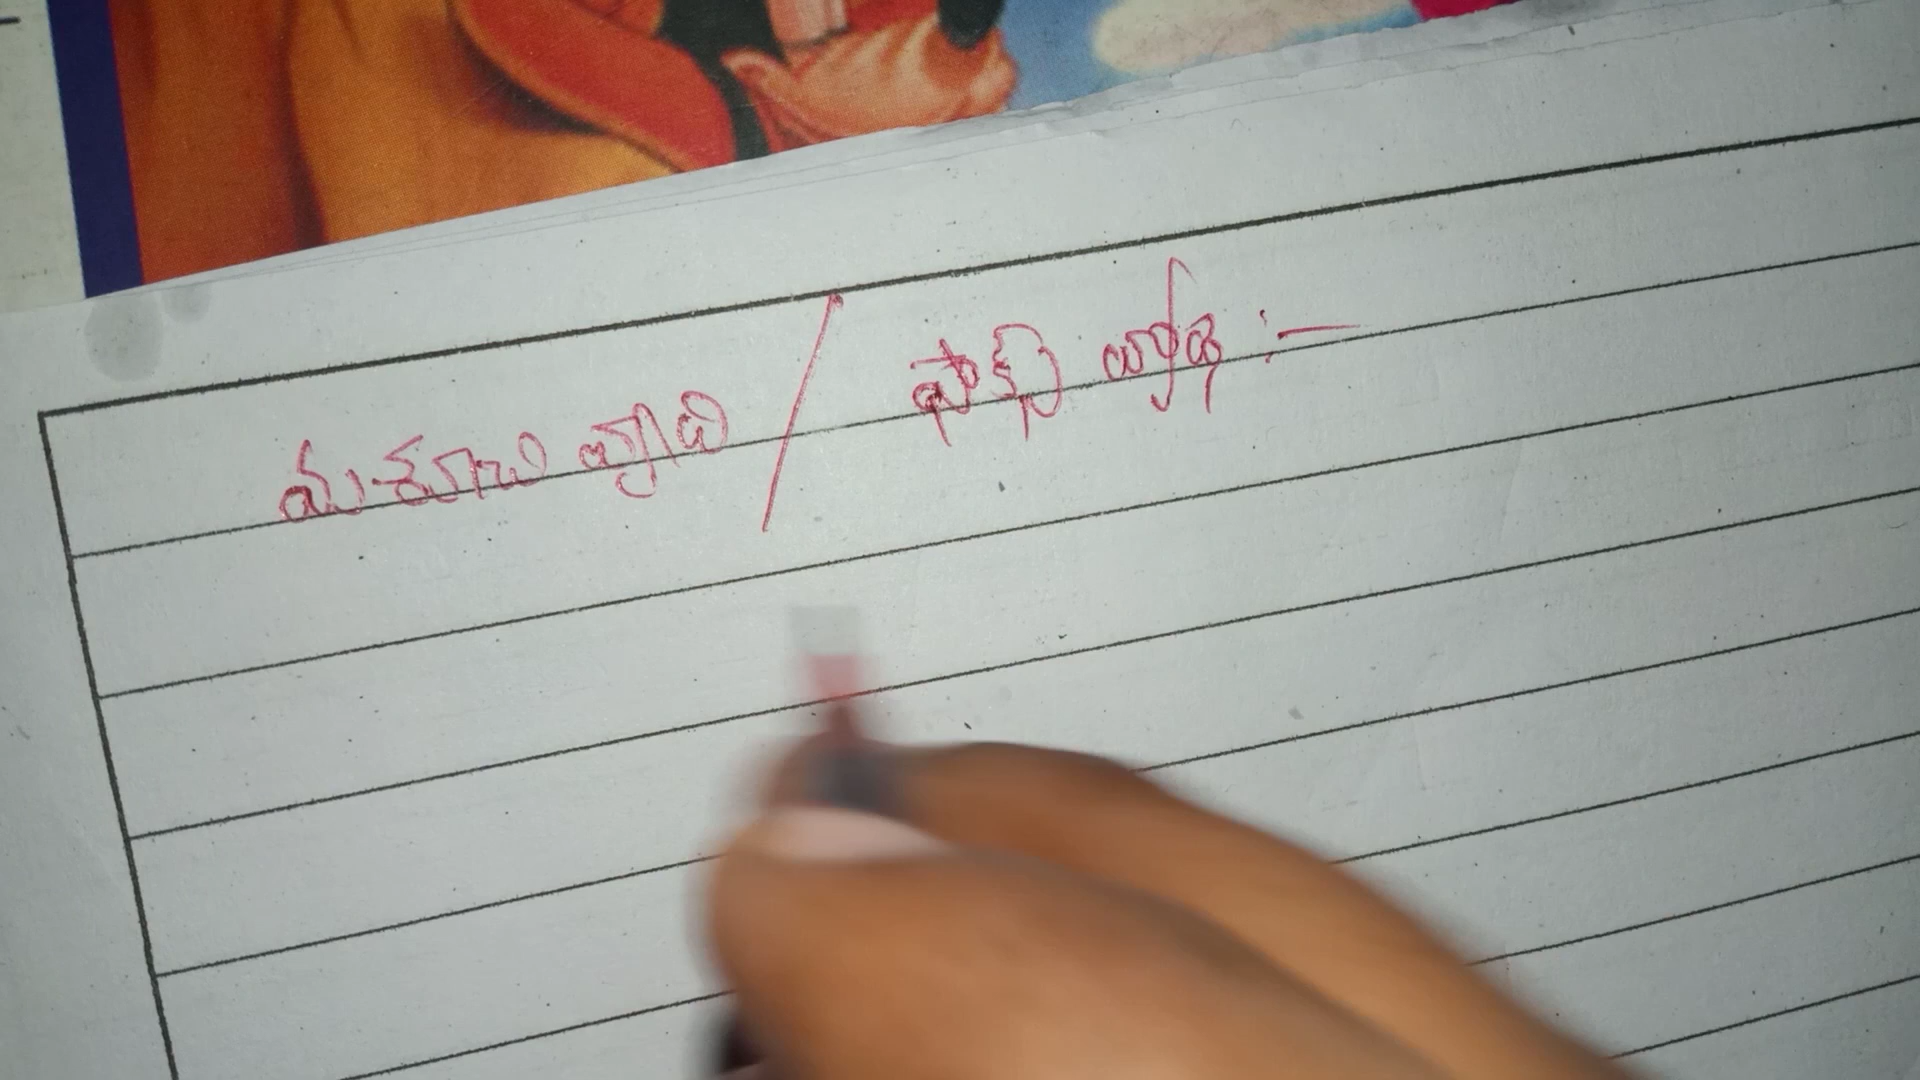 మశూచి వ్యాధి / ఫాక్స్ వ్యాధి :-